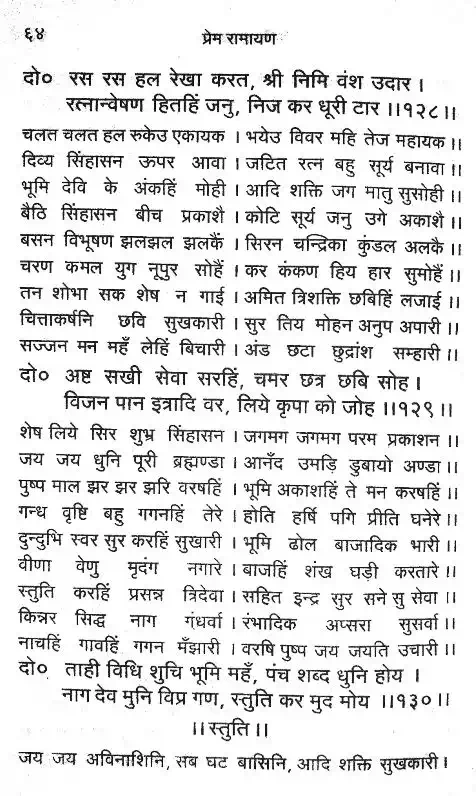 ६४
प्रेम रामायण
दो० रस रस हल रेखा करत, श्री निमि वंश उदार ।
रत्नान्वेषण हितहिं जनु, निज कर धूरी टार ।।१२८।।
चलत चलत हल रुकेउ एकायक । भयेउ विवर महि तेज महायक ।।
दिव्य सिंहासन ऊपर आवा । जटित रत्न बहु सूर्य बनावा ।।
भूमि देवि के अंकहिं मोही । आदि शक्ति जग मातु सुसोही ।।
बैठि सिंहासन बीच प्रकाशै । कोटि सूर्य जनु उगे अकाशै ।।
बसन विभूषण झलझल झलकैं । सिरन चन्द्रिका कुंडल अलकै ।।
चरण कमल युग नूपुर सोहैं । कर कंकण हिय हार सुमोहैं ।।
तन शोभा सक शेष न गाई । अमित त्रिशक्ति छबिहिं लजाई ।।
चित्ताकर्षनि छवि सुखकारी । सुर तिय मोहन अनुप अपारी ।।
सज्जन मन महँ लेहिं बिचारी । अंड छटा छुद्रांश सम्हारी ।।
दो० अष्ट सखी सेवा सरहिं, चमर छत्र छबि सोह ।
विजन पान इत्रादि वर, लिये कृपा को जोह ।।१२९।।
शेष लिये सिर शुभ्र सिंहासन । जगमग जगमग परम प्रकाशन ।।
जय जय धुनि पूरी ब्रह्मण्डा । आनँद उमड़ि डुबायो अण्डा ।।
पुष्प माल झर झर झरि वरषहिं । भूमि अकाशहिं ते मन करषहिं ।।
गन्ध वृष्टि बहु गगनहिं तेरे । होति हर्षि पगि प्रीति घनेरे ।।
दुन्दुभि स्वर सुर करहिं सुखारी । भूमि ढोल बाजादिक भारी ।।
वीणा वेणु मृदंग नगारे । बाजहिं शंख घड़ी करतारे ।।
स्तुति करहिं प्रसन्न त्रिदेवा । सहित इन्द्र सुर सने सु सेवा ।।
किन्नर सिद्ध नाग गंधर्वा । रंभादिक अप्सरा सुसर्वा ।।
नाचहिं गावहिं गगन मँझारी । वरषि पुष्प जय जयति उचारी ।।
दो० ताही विधि शुचि भूमि महँ, पंच शब्द धुनि होय ।
नाग देव मुनि विप्र गण, स्तुति कर मुद मोय ।।१३०।।
।।स्तुति।।
जय जय अविनाशिनि, सब घट बासिनि, आदि शक्ति सुखकारी ।